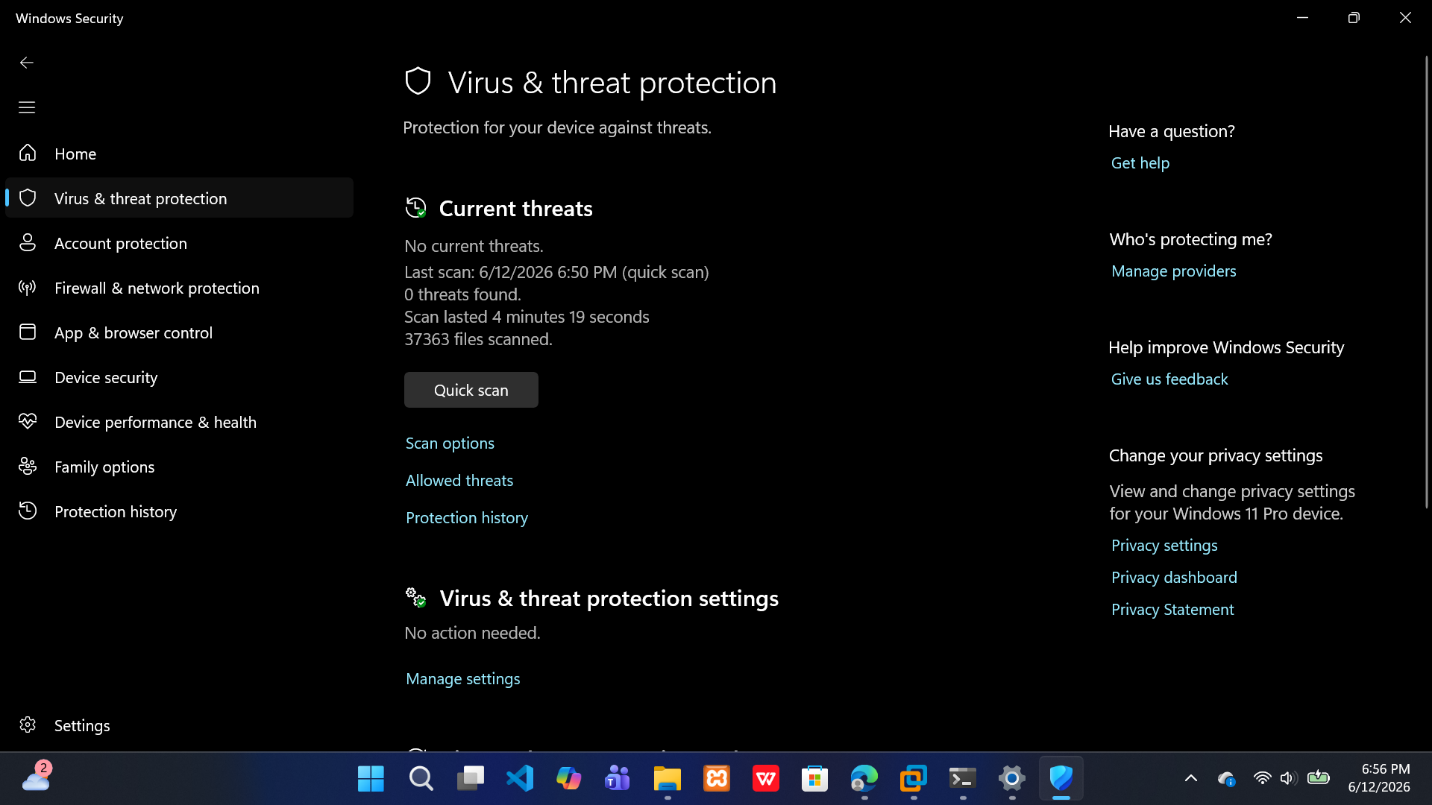 Windows Security
Home
Virus & threat protection
Account protection
Firewall & network protection
App & browser control
Device security
Device performance & health
Family options
Protection history
Settings
Virus & threat protection
Protection for your device against threats.
Current threats
No current threats.
Last scan: 6/12/2026 6:50 PM (quick scan)
0 threats found.
Scan lasted 4 minutes 19 seconds
37363 files scanned.
Quick scan
Scan options
Allowed threats
Protection history
Virus & threat protection settings
No action needed.
Manage settings
Have a question?
Get help
Who's protecting me?
Manage providers
Help improve Windows Security
Give us feedback
Change your privacy settings
View and change privacy settings
for your Windows 11 Pro device.
Privacy settings
Privacy dashboard
Privacy Statement
2
6:56 PM
6/12/2026